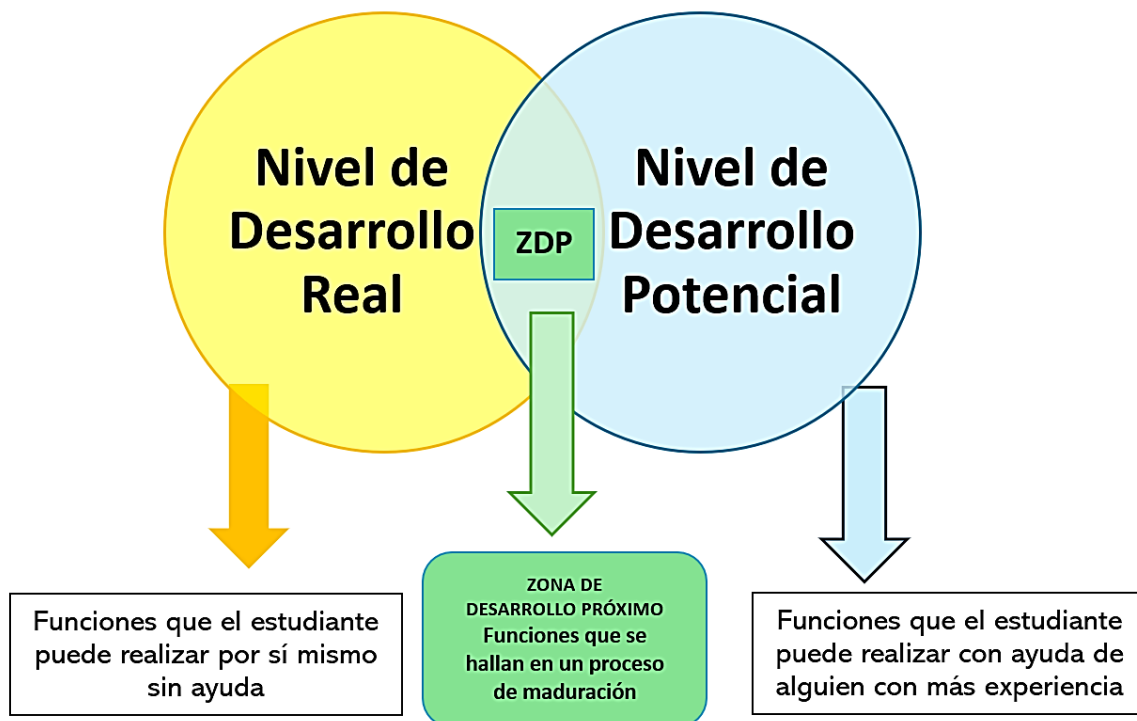 Nivel de
Desarrollo
Real
ZDP
Nivel de
Desarrollo
Potencial
Funciones que el estudiante
puede realizar por sí mismo
sin ayuda
ZONA DE
DESARROLLO PRÓXIMO
Funciones que se
hallan en un proceso
de maduración
Funciones que el estudiante
puede realizar con ayuda de
alguien con más experiencia